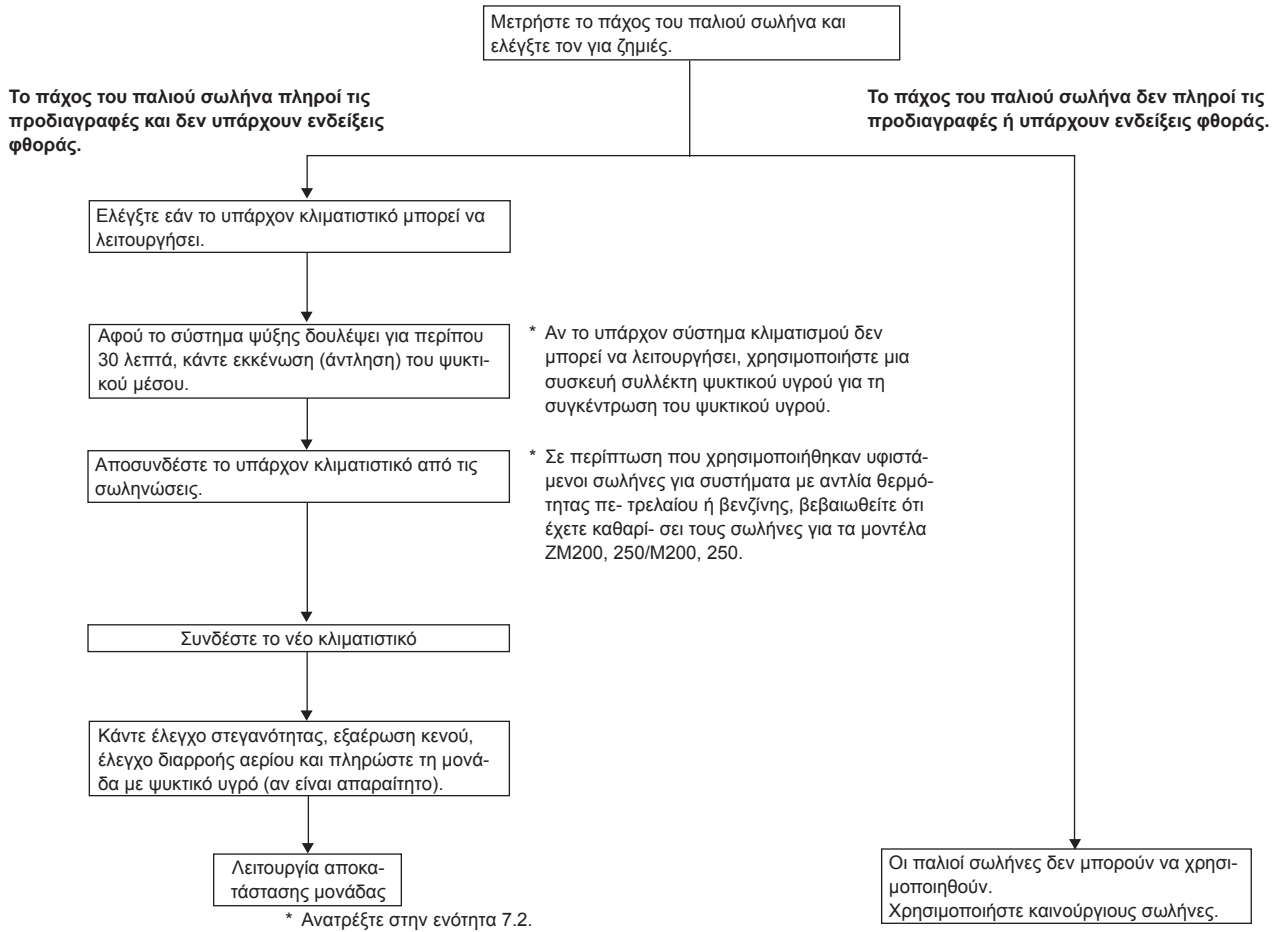 Μετρήστε το πάχος του παλιού σωλήνα και
ελέγξτε τον για ζημιές.
Το πάχος του παλιού σωλήνα πληροί τις
προδιαγραφές και δεν υπάρχουν ενδείξεις
φθοράς.
Το πάχος του παλιού σωλήνα δεν πληροί τις
προδιαγραφές ή υπάρχουν ενδείξεις φθοράς.
Ελέγξτε εάν το υπάρχον κλιματιστικό μπορεί να
λειτουργήσει.
Αφού το σύστημα ψύξης δουλέψει για περίπου
30 λεπτά, κάντε εκκένωση (άντληση) του ψυκτι-
κού μέσου.
* Αν το υπάρχον σύστημα κλιματισμού δεν
μπορεί να λειτουργήσει, χρησιμοποιήστε μια
συσκευή συλλέκτη ψυκτικού υγρού για τη
συγκέντρωση του ψυκτικού υγρού.
Αποσυνδέστε το υπάρχον κλιματιστικό από τις
σωληνώσεις.
* Σε περίπτωση που χρησιμοποιήθηκαν υφιστά-
μενοι σωλήνες για συστήματα με αντλία θερμό-
τητας πε- τρελαίου ή βενζίνης, βεβαιωθείτε ότι
έχετε καθαρί- σει τους σωλήνες για τα μοντέλα
ZM200, 250/M200, 250.
Συνδέστε το νέο κλιματιστικό
Κάντε έλεγχο στεγανότητας, εξαέρωση κενού,
έλεγχο διαρροής αερίου και πληρώστε τη μονά-
δα με ψυκτικό υγρό (αν είναι απαραίτητο).
Λειτουργία αποκα-
τάστασης μονάδας
* Ανατρέξτε στην ενότητα 7.2.
Οι παλιοί σωλήνες δεν μπορούν να χρησι-
μοποιηθούν.
Χρησιμοποιήστε καινούργιους σωλήνες.